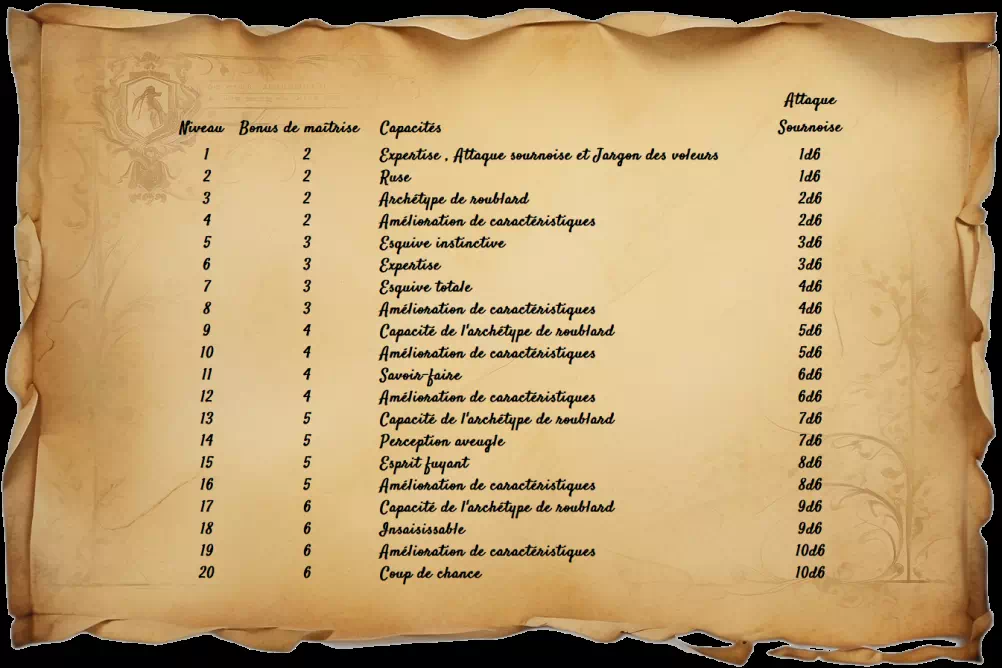 Attaque
Niveau Bonus de maîtrise Capacités Sournoise
1 2 Expertise , Attaque sournoise et Jargon des voleurs 1d6
2 2 Ruse 1d6
3 2 Archétype de roublard 2d6
4 2 Amélioration de caractéristiques 2d6
5 3 Esquive instinctive 3d6
6 3 Expertise 3d6
7 3 Esquive totale 4d6
8 3 Amélioration de caractéristiques 4d6
9 4 Capacité de l'archétype de roublard 5d6
10 4 Amélioration de caractéristiques 5d6
11 4 Savoir-faire 6d6
12 4 Amélioration de caractéristiques 6d6
13 5 Capacité de l'archétype de roublard 7d6
14 5 Perception aveugle 7d6
15 5 Esprit fuyant 8d6
16 5 Amélioration de caractéristiques 8d6
17 6 Capacité de l'archétype de roublard 9d6
18 6 Insaisissable 9d6
19 6 Amélioration de caractéristiques 10d6
20 6 Coup de chance 10d6